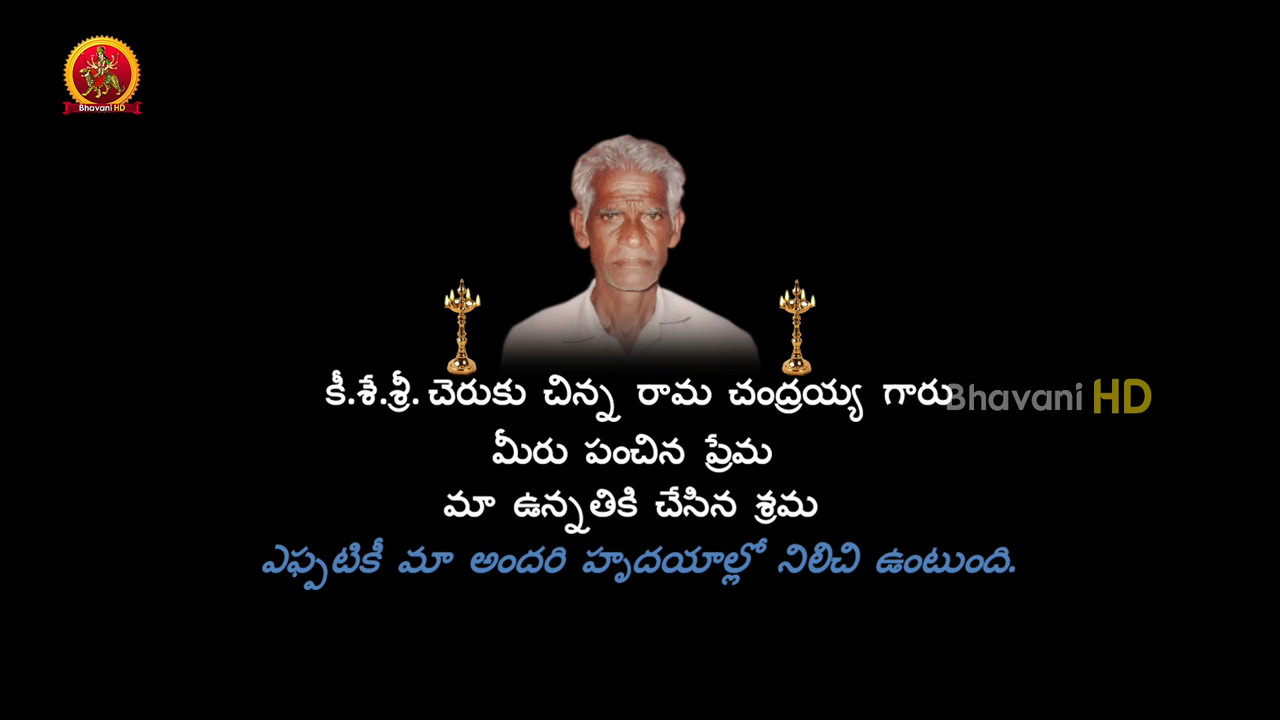 Bhavani HD
కీ.శే.శ్రీ. చెరుకు చిన్న రామ చంద్రయ్య గారు
Bhavani HD
మీరు పంచిన ప్రేమ
మా ఉన్నతికి చేసిన శ్రమ
ఎప్పటికీ మా అందరి హృదయాల్లో నిలిచి ఉంటుంది.